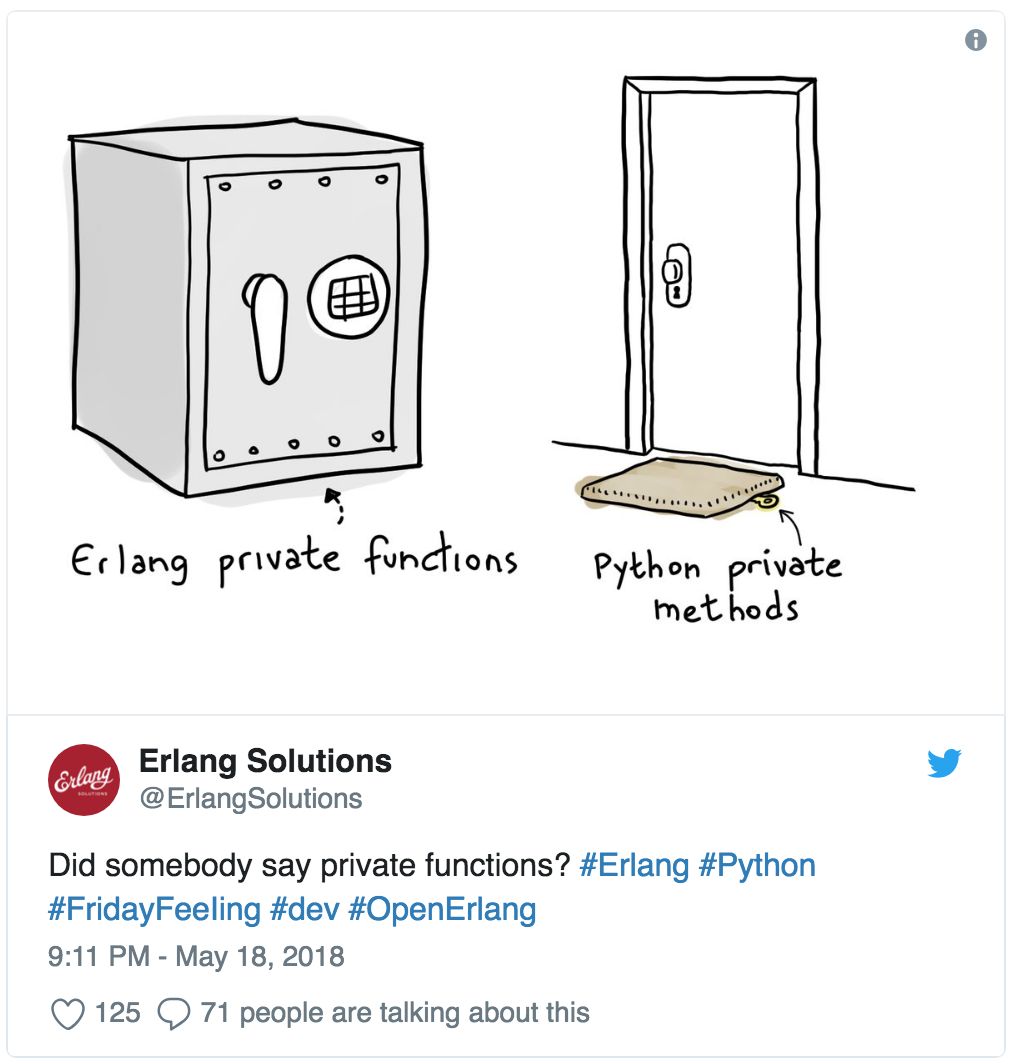 Erlang private functions
Python private
methods
Erlang
SOLUTIONS
Erlang Solutions
@ErlangSolutions
Did somebody say private functions? #Erlang #Python
#FridayFeeling #dev #OpenErlang
9:11 PM - May 18, 2018
125 71 people are talking about this